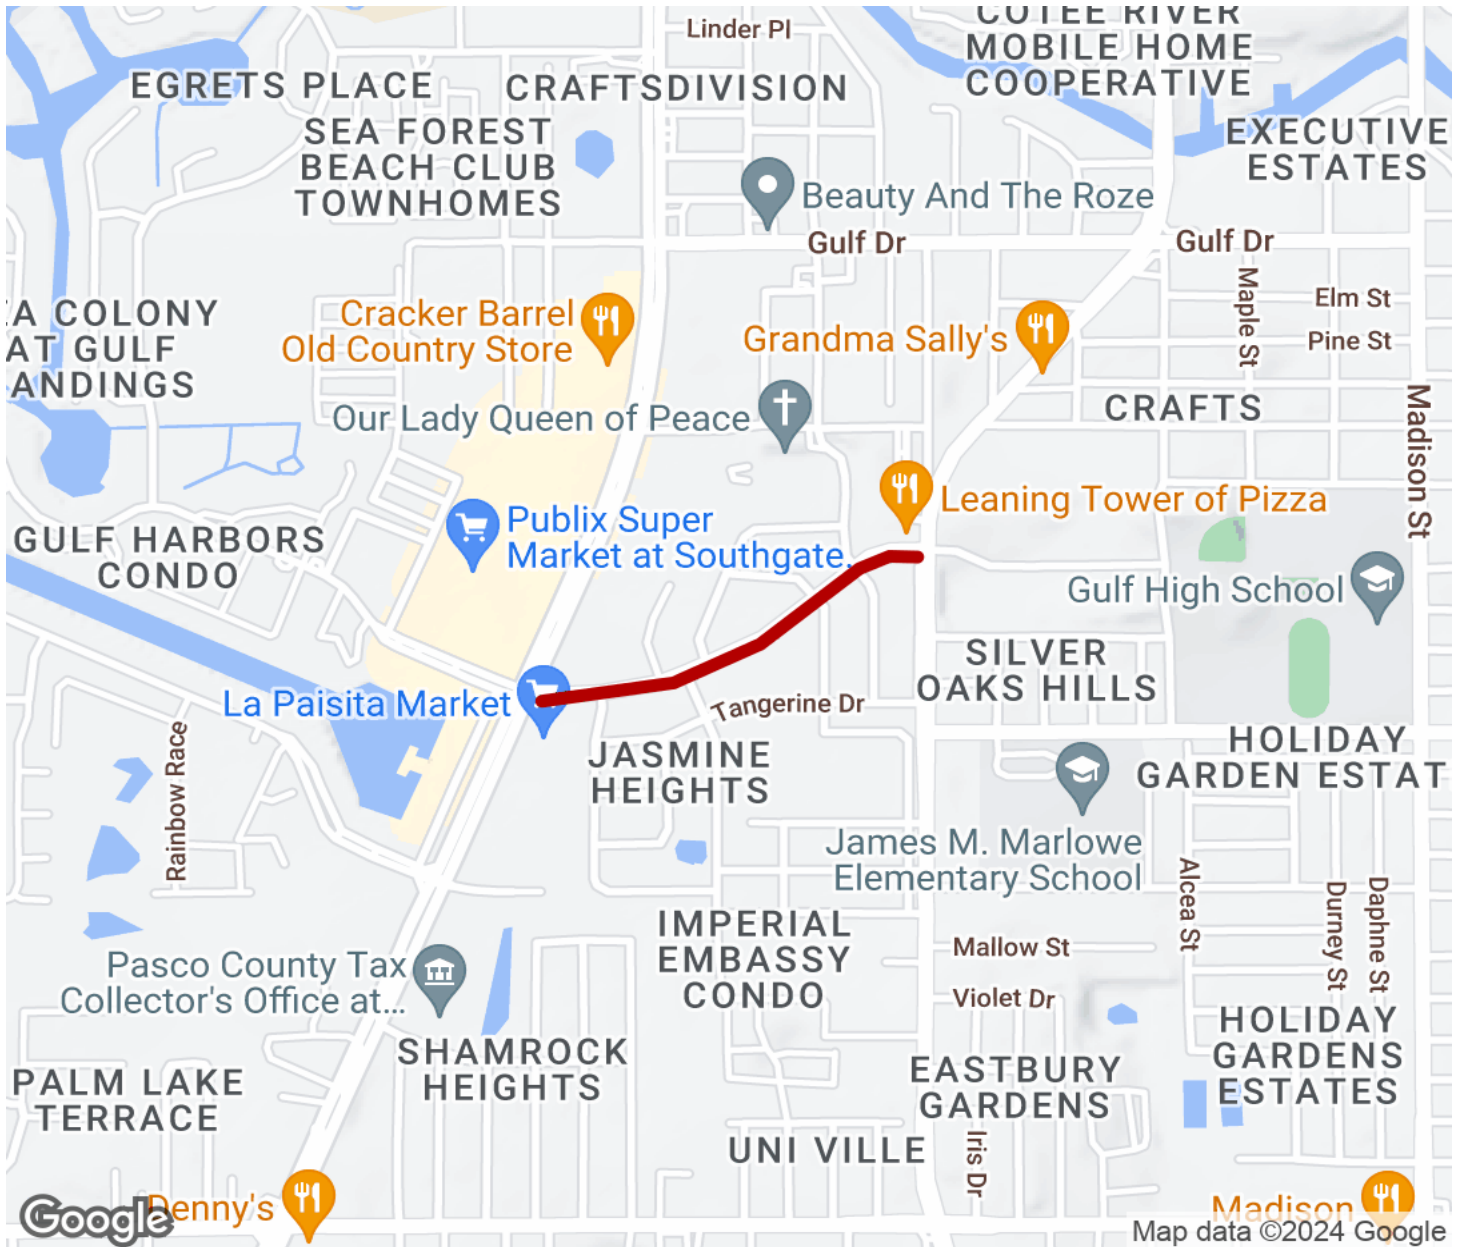 Linder Pl
COTEE RIVER
MOBILE HOME
COOPERATIVE
EGRETS PLACE
CRAFTSDIVISION
SEA FOREST
BEACH CLUB
TOWNHOMES
EXECUTIVE
ESTATES
Beauty And The Roze
Gulf Dr
Gulf Dr
Maple St
Elm St
Pine St
A COLONY
AT GULF
ANDINGS
Cracker Barrel
Old Country Store
Grandma Sally's
Our Lady Queen of Peace
CRAFTS
Madison St
Leaning Tower of Pizza
Publix Super
Market at Southgate.
GULF HARBORS
CONDO
Gulf High School
SILVER
OAKS HILLS
La Paisita Market
Tangerine Dr
Rainbow Race
JASMINE
HEIGHTS
HOLIDAY
GARDEN ESTAT
James M. Marlowe
Elementary School
Alcea St
Durney St
Daphne St
IMPERIAL
EMBASSY
CONDO
Mallow St
Violet Dr
Pasco County Tax
Collector's Office at...
HOLIDAY
GARDENS
ESTATES
SHAMROCK
HEIGHTS
EASTBURY
GARDENS
PALM LAKE
TERRACE
UNI VILLE
Iris Dr
Denny's
Madison
Google
Map data ©2024 Google